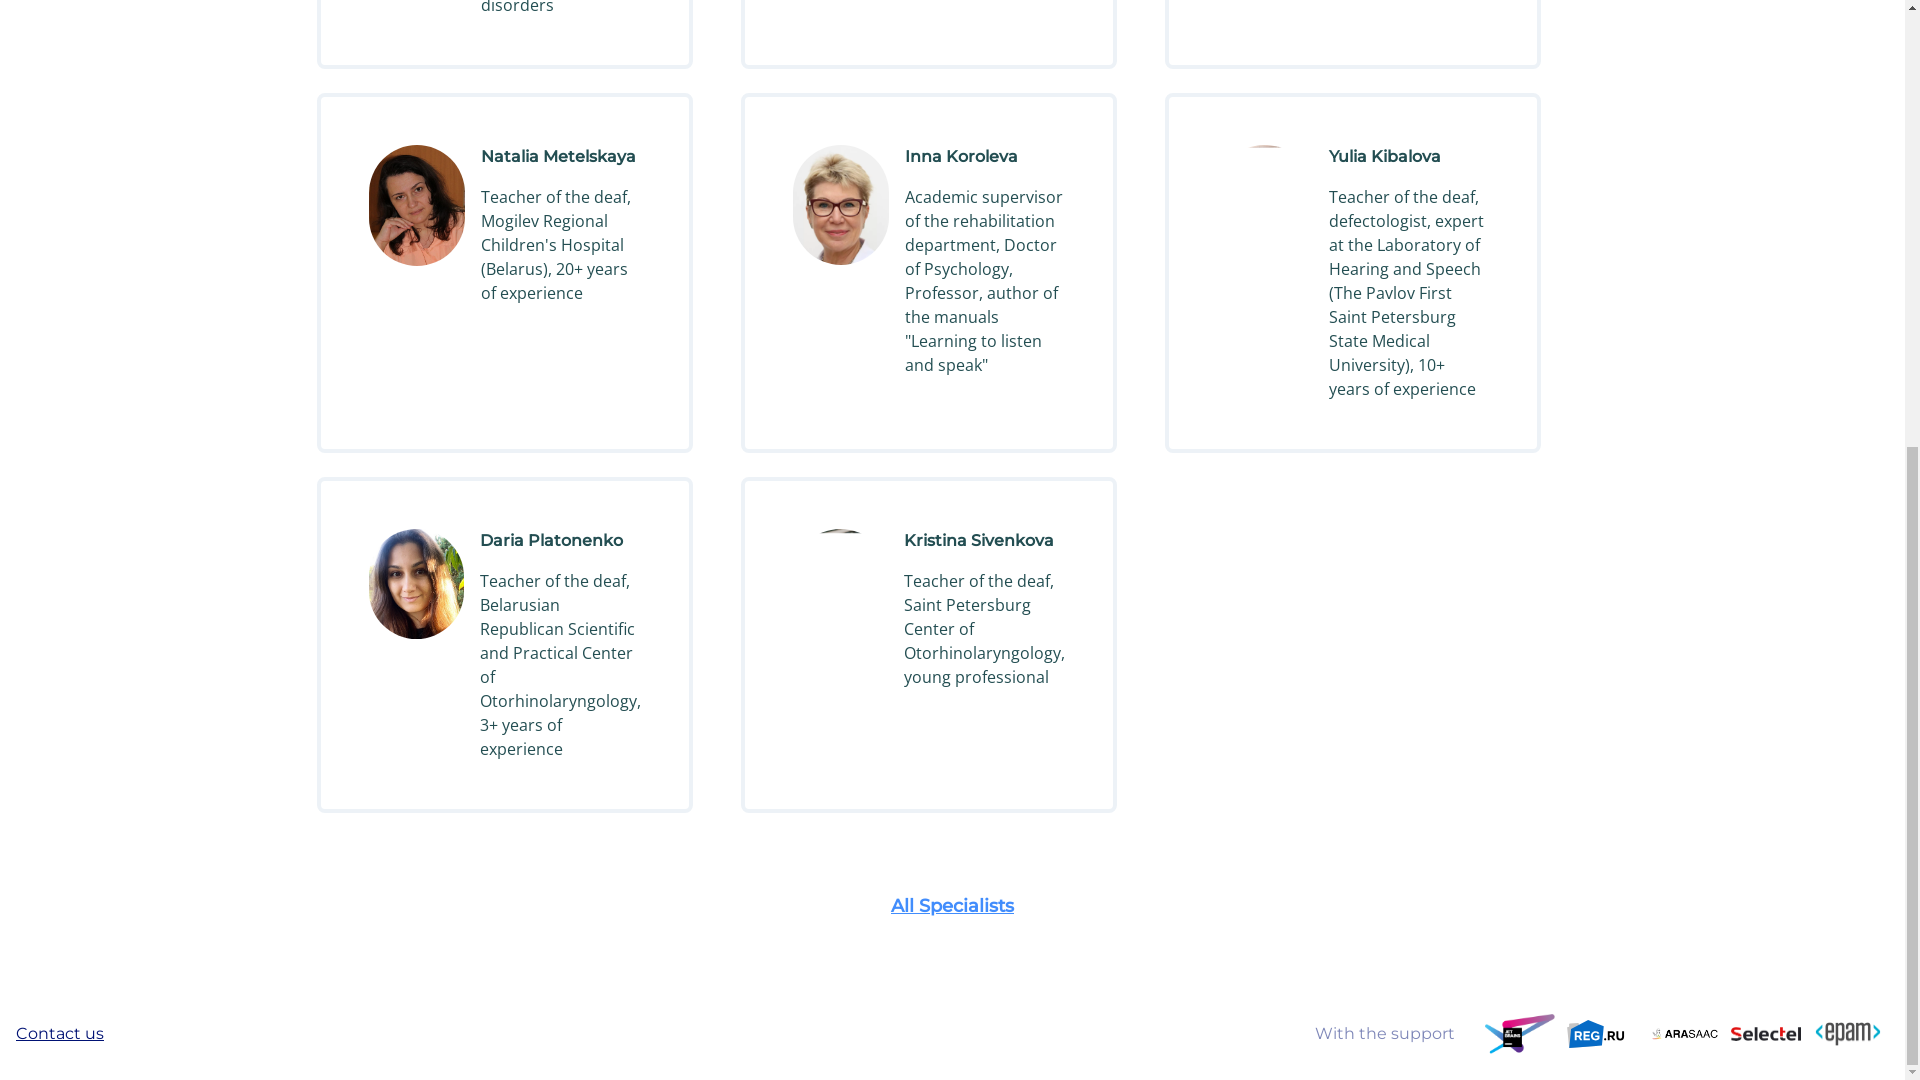 disorders
Natalia Metelskaya
Teacher of the deaf,
Mogilev Regional
Children's Hospital
(Belarus), 20+ years
of experience
Inna Koroleva
Academic supervisor
of the rehabilitation
department, Doctor
of Psychology,
Professor, author of
the manuals
"Learning to listen
and speak"
Yulia Kibalova
Teacher of the deaf,
defectologist, expert
at the Laboratory of
Hearing and Speech
(The Pavlov First
Saint Petersburg
State Medical
University), 10+
years of experience
Daria Platonenko
Teacher of the deaf,
Belarusian
Republican Scientific
and Practical Center
of
Otorhinolaryngology,
3+ years of
experience
Kristina Sivenkova
Teacher of the deaf,
Saint Petersburg
Center of
Otorhinolaryngology,
young professional
All Specialists
Contact us
With the support
JET
BRAINS
REG.RU
ARASAAC
Selectel
<epam>